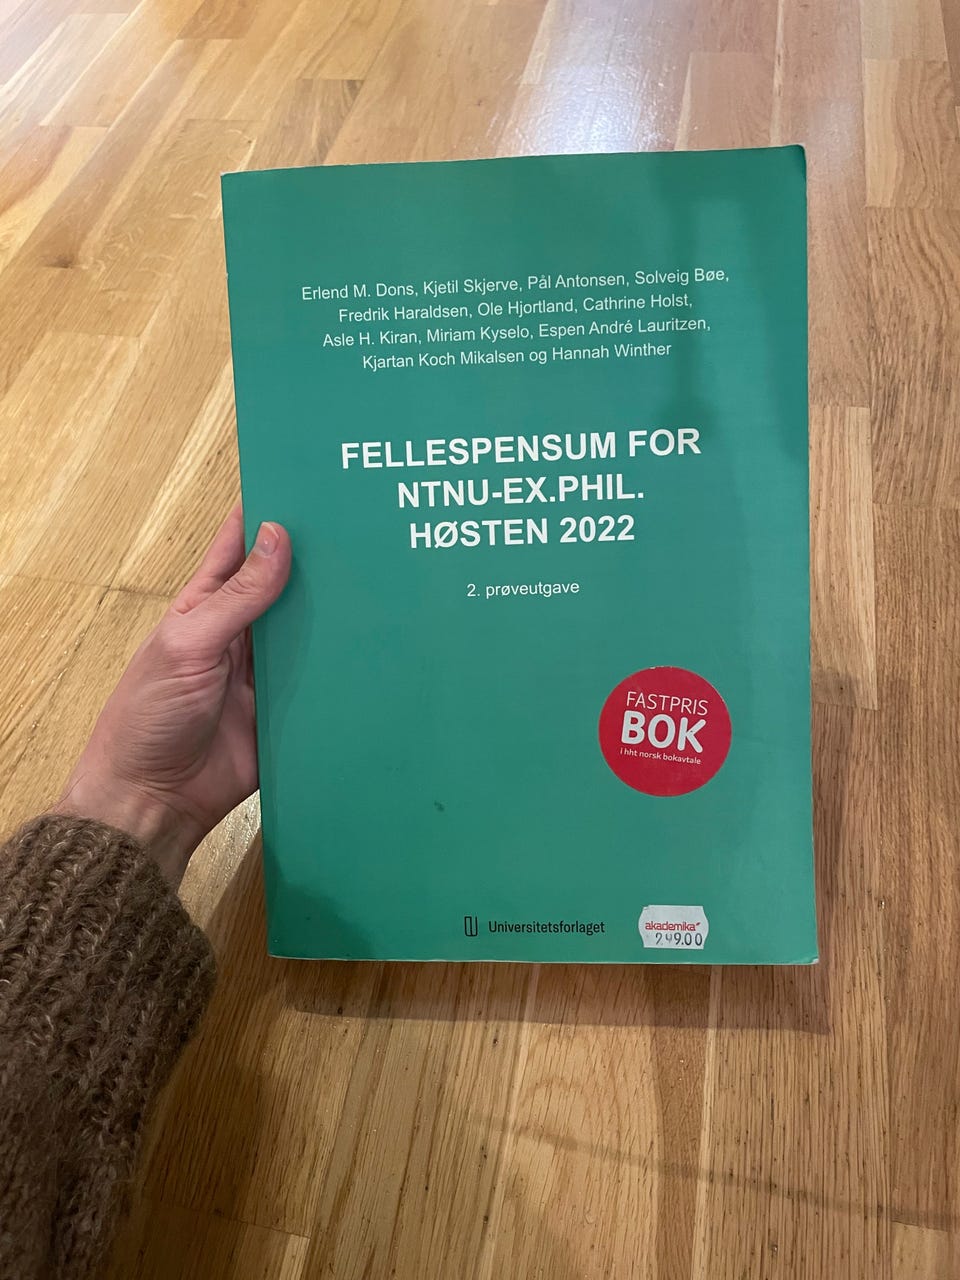 Erlend M. Dons, Kjetil Skjerve, Pål Antonsen, Solveig Bøe,
Fredrik Haraldsen, Ole Hjortland, Cathrine Holst,
Asle H. Kiran, Miriam Kyselo, Espen André Lauritzen,
Kjartan Koch Mikalsen og Hannah Winther
FELLESPENSUM FOR
NTNU-EX.PHIL.
HØSTEN 2022
2. prøveutgave
FASTPRIS
BOK
i hht norsk bokavtale
Universitetsforlaget
akademika
249.00